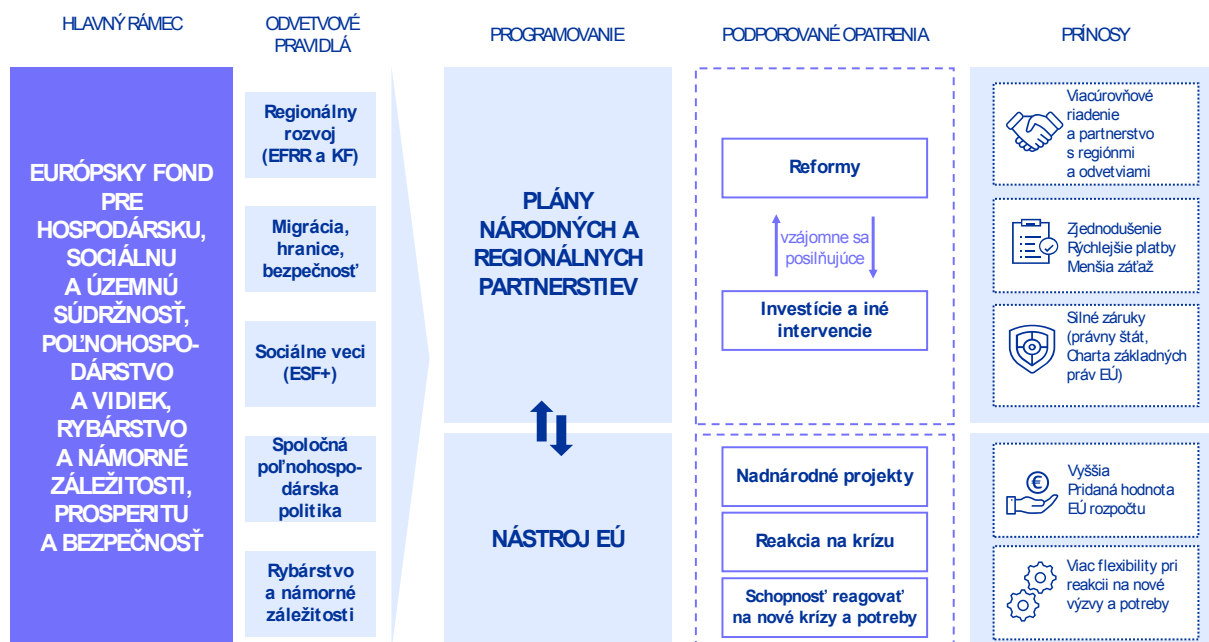 HLAVNÝ RÁMEC
ODVETVOVÉ
PRAVIDLÁ
PROGRAMOVANIE
PODPOROVANÉ OPATRENIA
PRÍNOSY
EURÓPSKY FOND
PRE
HOSPODÁRSKU,
SOCIÁLNU
A ÚZEMNÚ
SÚDRŽNOSŤ,
POĽNOHOSPO-
DÁRSTVO
A VIDIEK,
RYBÁRSTVO
A NÁMORNÉ
ZÁLEŽITOSTI,
PROSPERITU
A BEZPEČNOSŤ
Regionálny
rozvoj
(EFRR a KF)
Migrácia,
hranice,
bezpečnosť
Sociálne veci
(ESF+)
Spoločná
poľnohospo-
dárska
politika
Rybárstvo
a námorné
záležitosti
PLÁNY
NÁRODNÝCH A
REGIONÁLNYCH
PARTNERSTIEV
NÁSTROJ EÚ
Reformy
vzájomne sa
posilňujúce
Investície a iné
intervencie
Nadnárodné projekty
Reakcia na krízu
Schopnosť reagovať
na nové krízy a potreby
Viacúrovňové
riadenie
a partnerstvo
s regiónmi
a odvetviami
Zjednodušenie
Rýchlejšie platby
Menšia záťaž
Silné záruky
(právny štát,
Charta základných
práv EÚ)
Vyššia
Pridaná hodnota
EÚ rozpočtu
Viac flexibility pri
reakcii na nové
výzvy a potreby